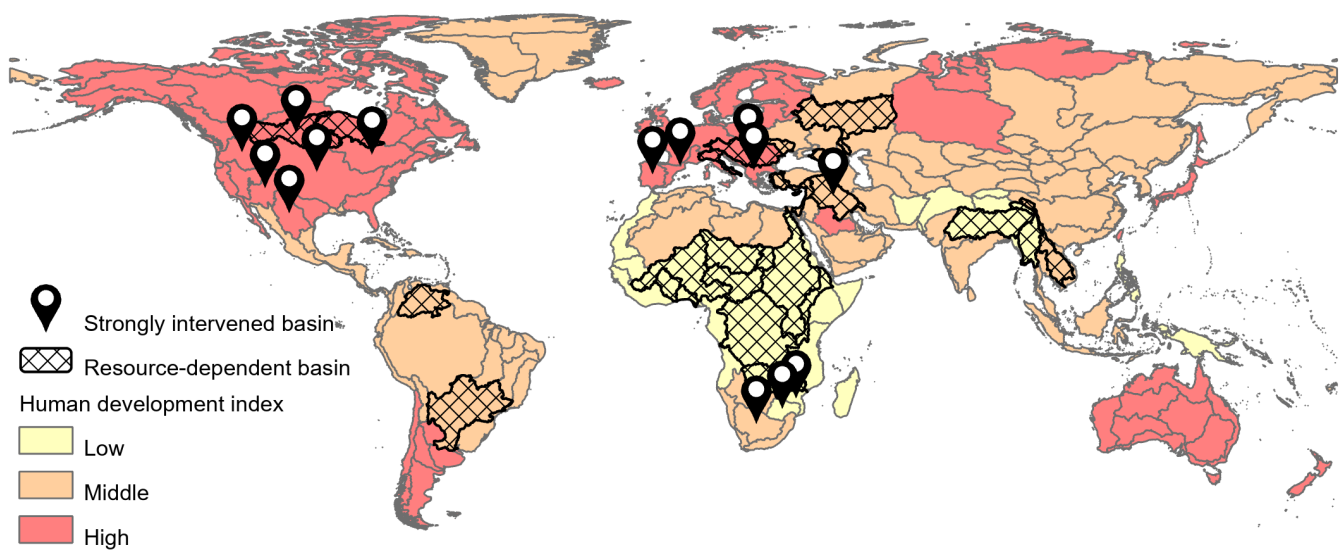 Strongly intervened basin
Resource-dependent basin
Human development index
Low
Middle
High